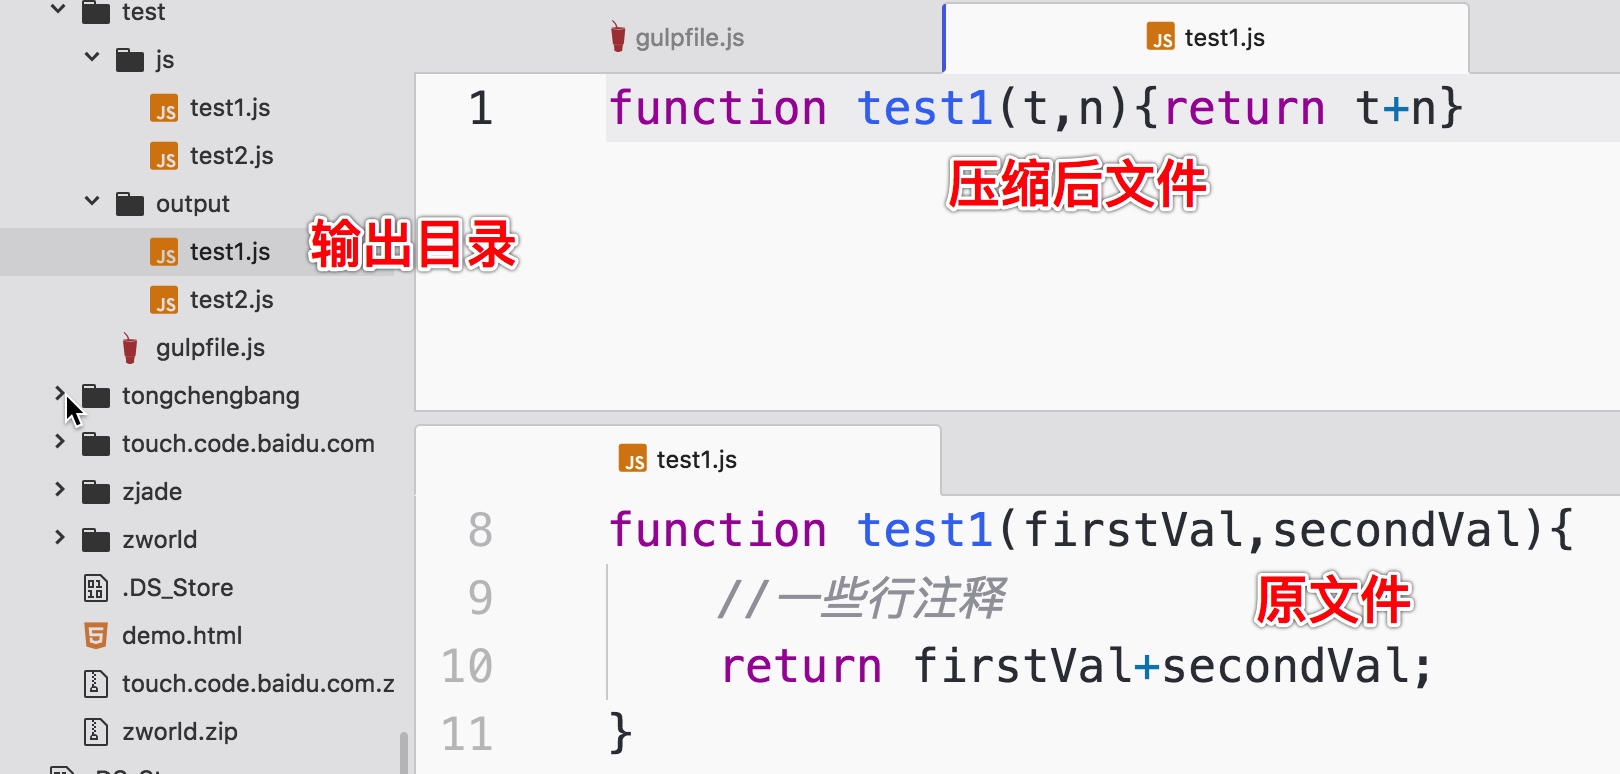 test
js
test1.js
test2.js
output
test1.js
输出目录
test2.js
gulpfile.js
tongchengbang
touch.code.baidu.com
zjade
zworld
.DS_Store
demo.html
touch.code.baidu.com.z
zworld.zip
gulpfile.js
test1.js
1 function test1(t,n){return t+n}
压缩后文件
test1.js
8 function test1(firstVal,secondVal){
9 //一些行注释
原文件
10 return firstVal+secondVal;
11 }